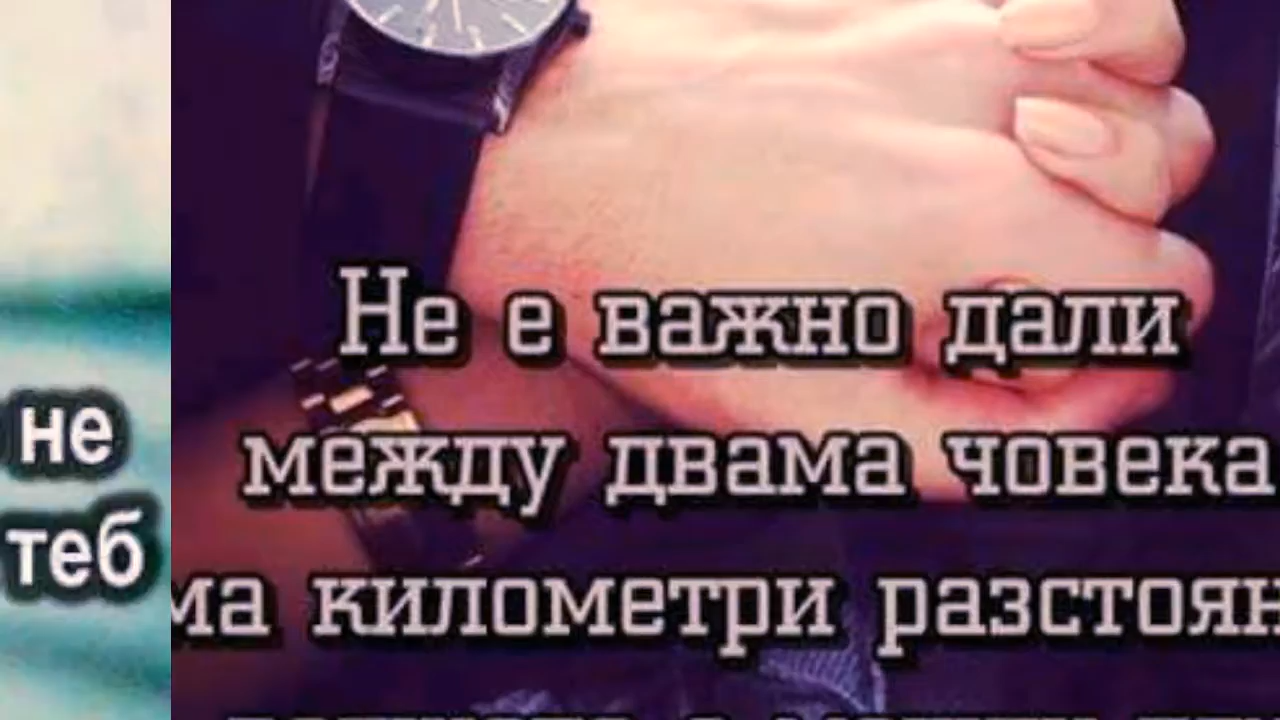 не
теб
Не е важно дали
между двама човека
ма километри разстоян